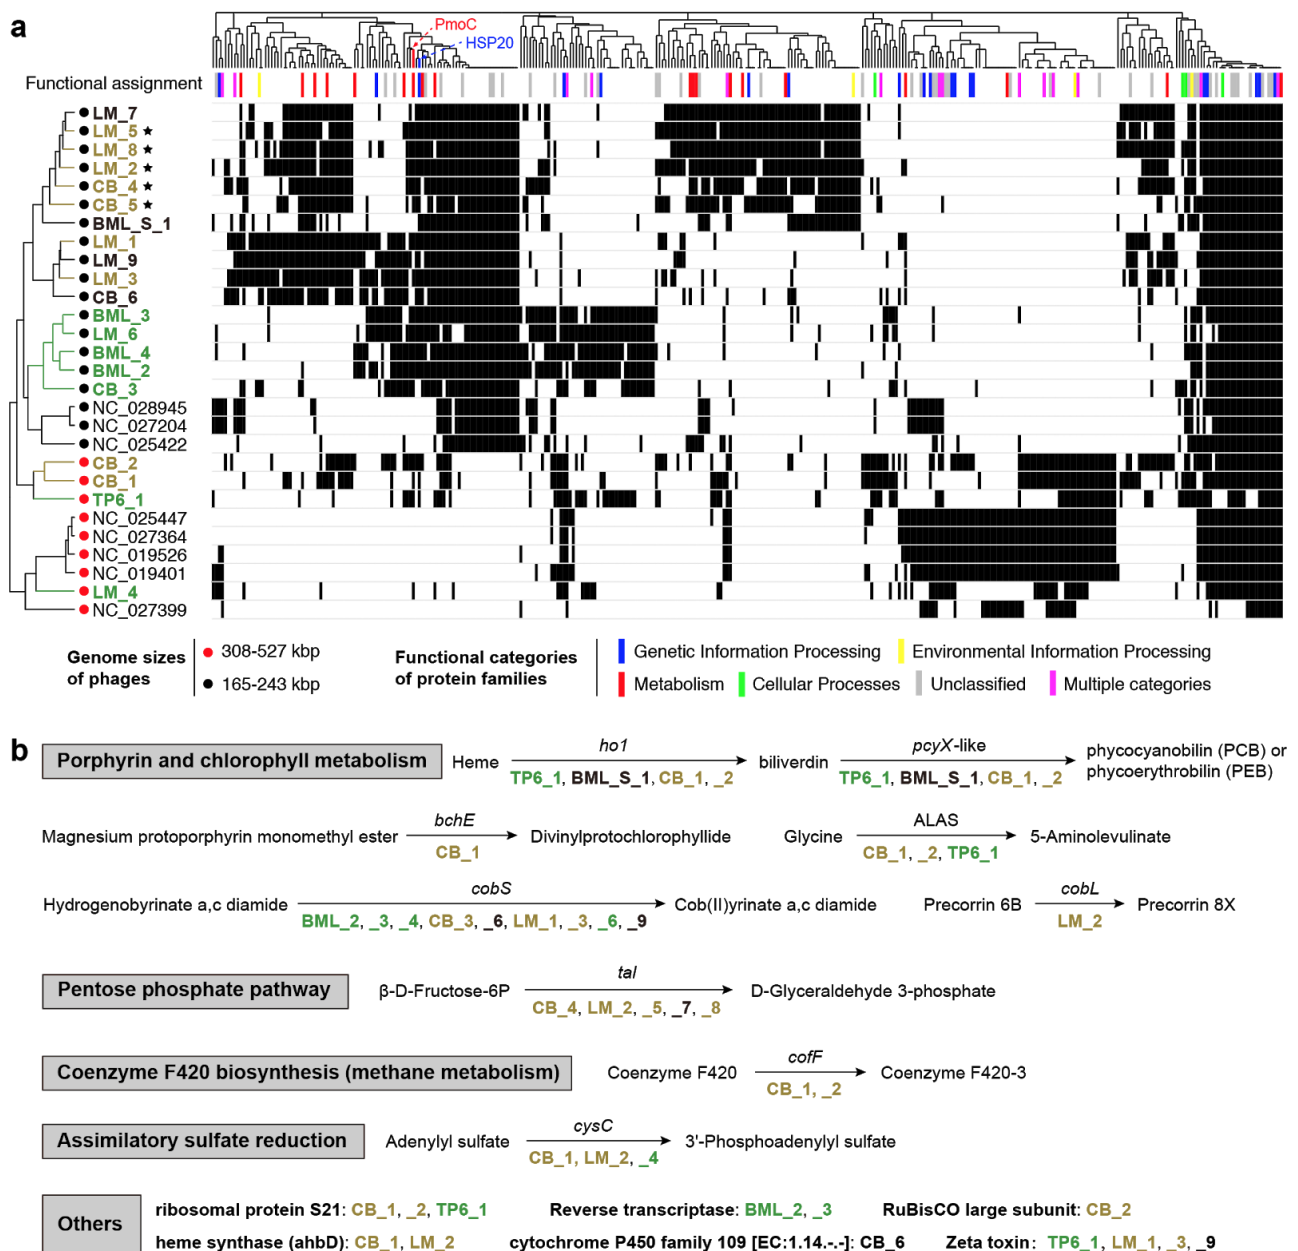 a
PmoC
HSP20
Functional assignment
LM_7
LM_5 ★
LM_8 ★
LM_2 ★
CB_4 ★
CB_5 ★
BML_S_1
LM_1
LM_9
LM_3
CB_6
BML_3
LM_6
BML_4
BML_2
CB_3
NC_028945
NC_027204
NC_025422
CB_2
CB_1
TP6_1
NC_025447
NC_027364
NC_019526
NC_019401
LM_4
NC_027399
Genome sizes of phages
308-527 kbp
165-243 kbp
Functional categories of protein families
Genetic Information Processing
Environmental Information Processing
Metabolism
Cellular Processes
Unclassified
Multiple categories
b
Porphyrin and chlorophyll metabolism
Heme
ho1
TP6_1, BML_S_1, CB_1, _2
biliverdin
pcyX-like
TP6_1, BML_S_1, CB_1, _2
phycocyanobilin (PCB) or
phycoerythrobilin (PEB)
Magnesium protoporphyrin monomethyl ester
bchE
CB_1
Divinylprotochlorophyllide
Glycine
ALAS
CB_1, _2, TP6_1
5-Aminolevulinate
Hydrogenobyrinate a,c diamide
cobS
BML_2, _3, _4, CB_3, _6, LM_1, _3, _6, _9
Cob(II)yrinate a,c diamide
Precorrin 6B
cobL
LM_2
Precorrin 8X
Pentose phosphate pathway
β-D-Fructose-6P
tal
CB_4, LM_2, _5, _7, _8
D-Glyceraldehyde 3-phosphate
Coenzyme F420 biosynthesis (methane metabolism)
Coenzyme F420
cofF
CB_1, _2
Coenzyme F420-3
Assimilatory sulfate reduction
Adenylyl sulfate
cysC
CB_1, LM_2, _4
3'-Phosphoadenylyl sulfate
Others
ribosomal protein S21: CB_1, _2, TP6_1
Reverse transcriptase: BML_2, _3
RuBisCO large subunit: CB_2
heme synthase (ahbD): CB_1, LM_2
cytochrome P450 family 109 [EC:1.14.-.-]: CB_6
Zeta toxin: TP6_1, LM_1, _3, _9